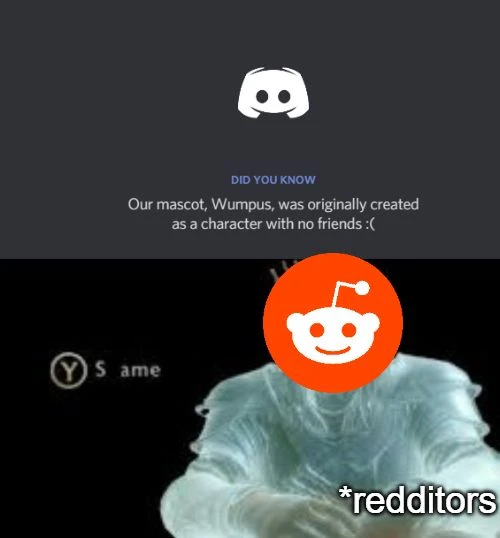 DID YOU KNOW
Our mascot, Wumpus, was originally created
as a character with no friends :(
Y S ame
*redditors